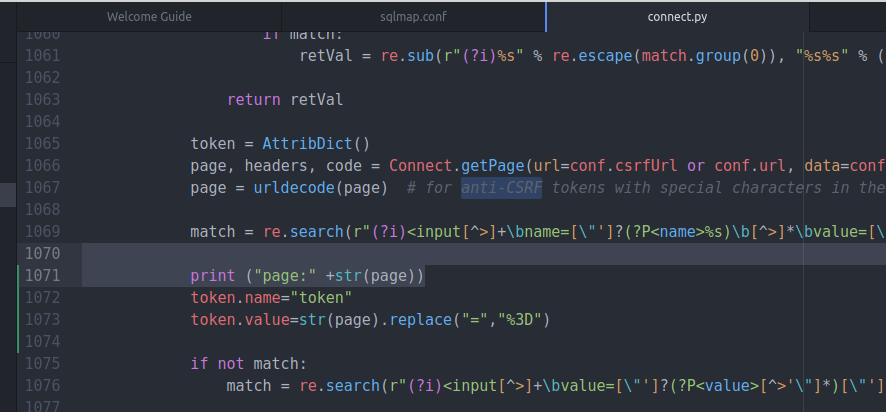 Welcome Guide sqlmap.conf connect.py
1060 if match:
1061 retVal = re.sub(r"(?i)%s" % re.escape(match.group(0)), "%s%s" % (
1062
1063 return retVal
1064
1065 token = AttribDict()
1066 page, headers, code = Connect.getPage(url=conf.csrfUrl or conf.url, data=conf
1067 page = urldecode(page)  # for anti-CSRF tokens with special characters in the
1068
1069 match = re.search(r"(?i)<input[^>]+\bname=[\"']?(?P<name>%s)\b[^>]*\bvalue=[\
1070
1071 print ("page:" +str(page))
1072 token.name="token"
1073 token.value=str(page).replace("=","%3D")
1074
1075 if not match:
1076 match = re.search(r"(?i)<input[^>]+\bvalue=[\"']?(?P<value>[^>'\"]*)[\"']
1077